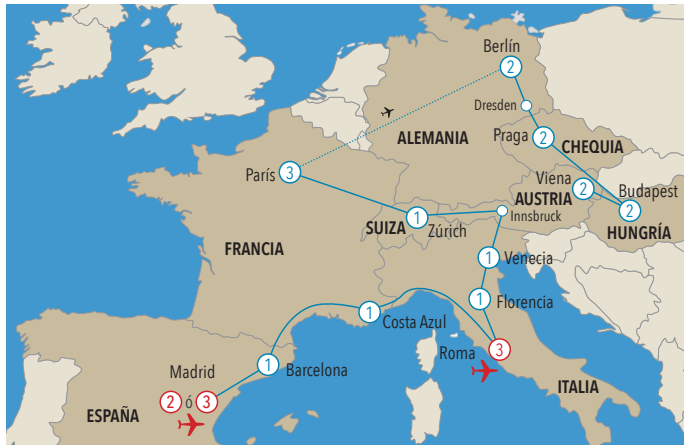 Berlín
2
Dresden
ALEMANIA
Praga
2
CHEQUIA
París
3
Viena
2
Budapest
2
AUSTRIA
Innsbruck
HUNGRÍA
SUIZA
1
Zúrich
FRANCIA
1
Venecia
1
Florencia
1
Costa Azul
Roma
3
Madrid
1
Barcelona
2 ó 3
ESPAÑA
ITALIA